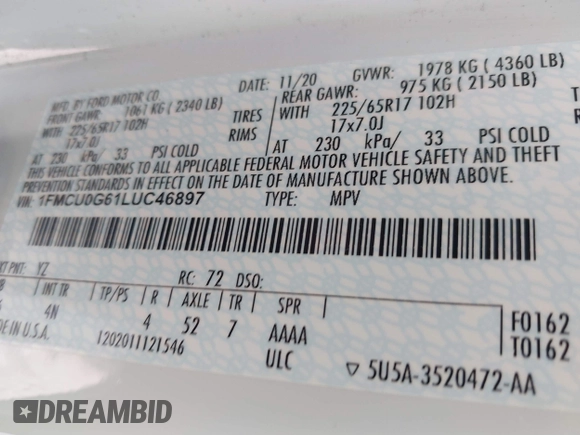 MFD. BY FORD MOTOR CO.
DATE: 11/20 GVWR: 1978 KG ( 4360 LB)
FRONT GAWR: 1061 KG ( 2340 LB)
REAR GAWR: 975 KG ( 2150 LB)
WITH 225/65R17 102H TIRES
WITH 225/65R17 102H
17x7.0J RIMS
17x7.0J
AT 230 kPa/ 33 PSI COLD
AT 230 kPa/ 33 PSI COLD
THIS VEHICLE CONFORMS TO ALL APPLICABLE FEDERAL MOTOR VEHICLE SAFETY AND THEFT
PREVENTION STANDARDS IN EFFECT ON THE DATE OF MANUFACTURE SHOWN ABOVE.
VIN: 1FMCU0G61LUC46897 TYPE: MPV
PNT: YZ RC: 72 DSO:
INT TR TP/PS R AXLE TR SPR
4N 4 52 7 AAAA
F0162
T0162
IN U.S.A. 1202011121546 ULC
▽ 5U5A-3520472-AA
DREAMBID